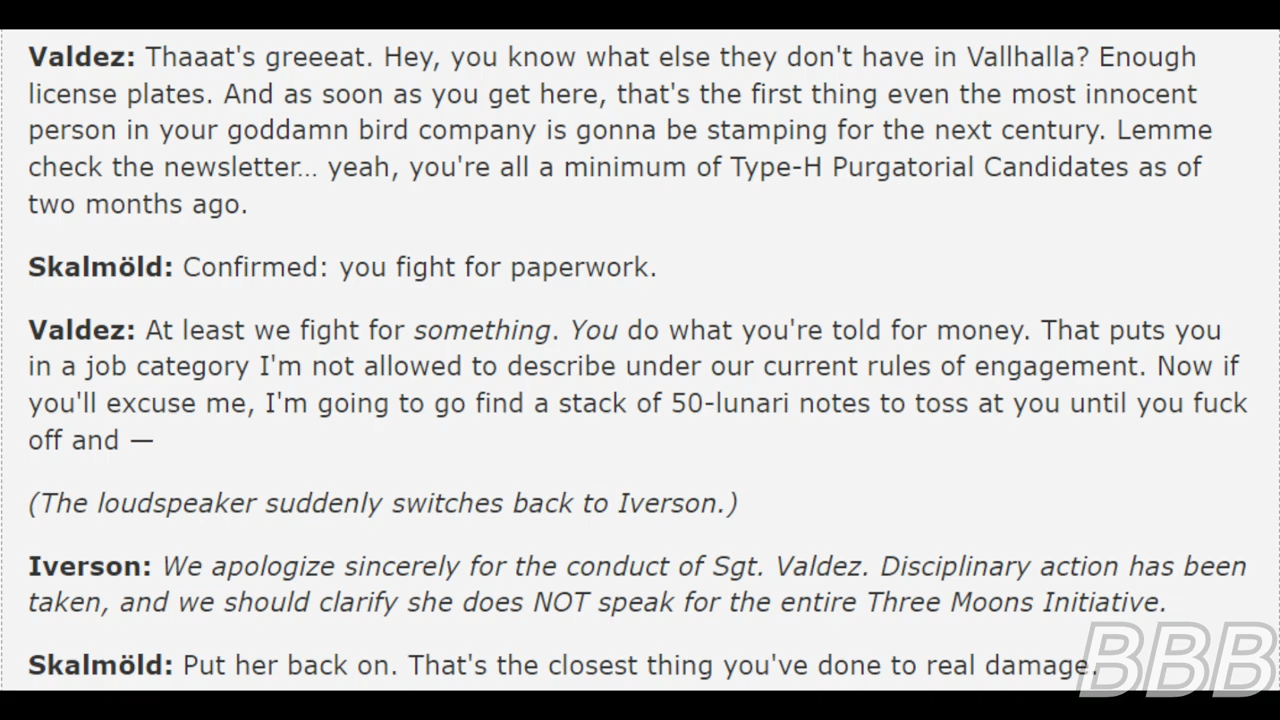 Valdez: Thaaat's greeeat. Hey, you know what else they don't have in Vallhalla? Enough
license plates. And as soon as you get here, that's the first thing even the most innocent
person in your goddamn bird company is gonna be stamping for the next century. Lemme
check the newsletter... yeah, you're all a minimum of Type-H Purgatorial Candidates as of
two months ago.
Skalmöld: Confirmed: you fight for paperwork.
Valdez: At least we fight for something. You do what you're told for money. That puts you
in a job category I'm not allowed to describe under our current rules of engagement. Now if
you'll excuse me, I'm going to go find a stack of 50-lunari notes to toss at you until you fuck
off and —
(The loudspeaker suddenly switches back to Iverson.)
Iverson: We apologize sincerely for the conduct of Sgt. Valdez. Disciplinary action has been
taken, and we should clarify she does NOT speak for the entire Three Moons Initiative.
Skalmöld: Put her back on. That's the closest thing you've done to real damage.
BBB